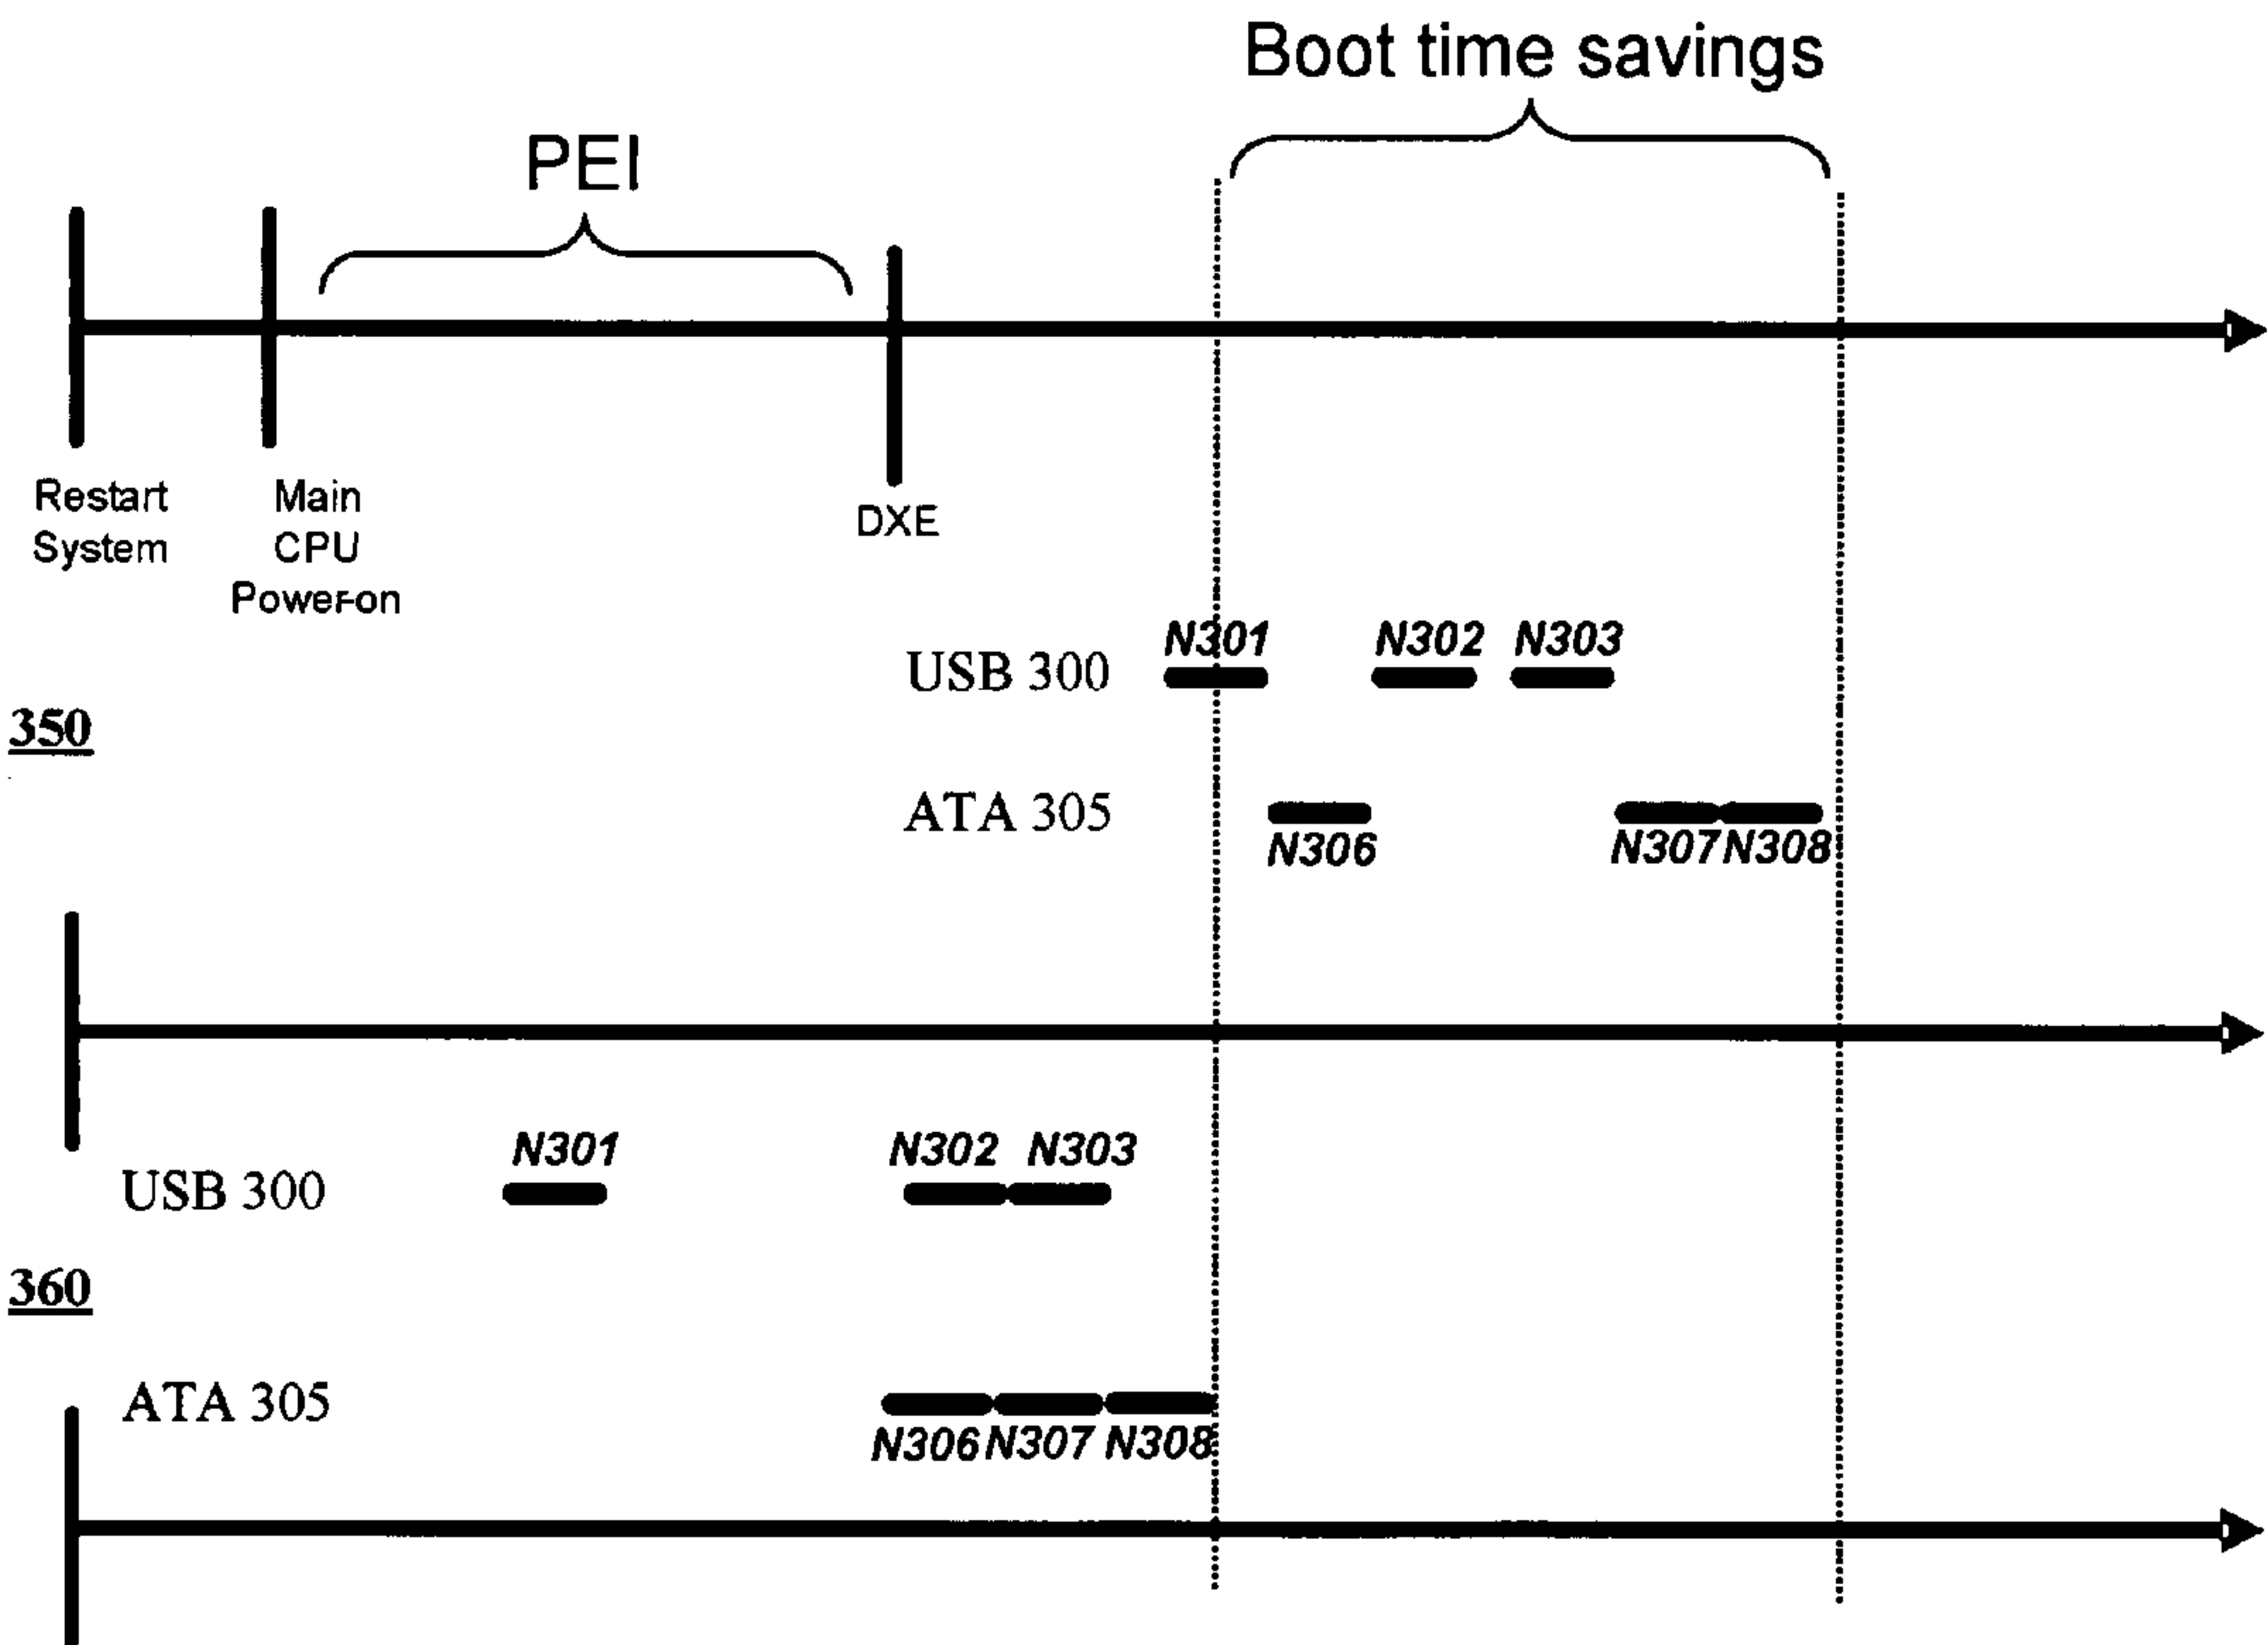 Boot time savings
PEI
Restart
System
Main
CPU
Power-on
DXE
N301 N302 N303
USB 300
350
ATA 305
N306 N307 N308
N301 N302 N303
USB 300
360
ATA 305
N306 N307 N308